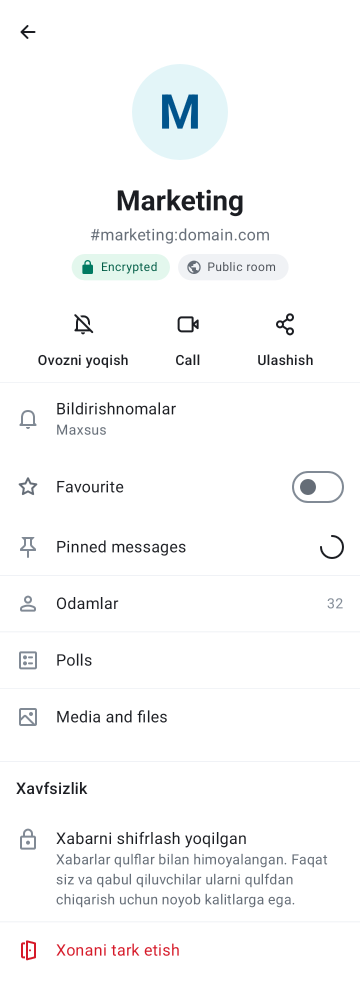 M
Marketing
#marketing:domain.com
Encrypted Public room
Ovozni yoqish Call Ulashish
Bildirishnomalar
Maxsus
Favourite
Pinned messages
Odamlar 32
Polls
Media and files
Xavfsizlik
Xabarni shifrlash yoqilgan
Xabarlar qulflar bilan himoyalangan. Faqat
siz va qabul qiluvchilar ularni qulfdan
chiqarish uchun noyob kalitlarga ega.
Xonani tark etish